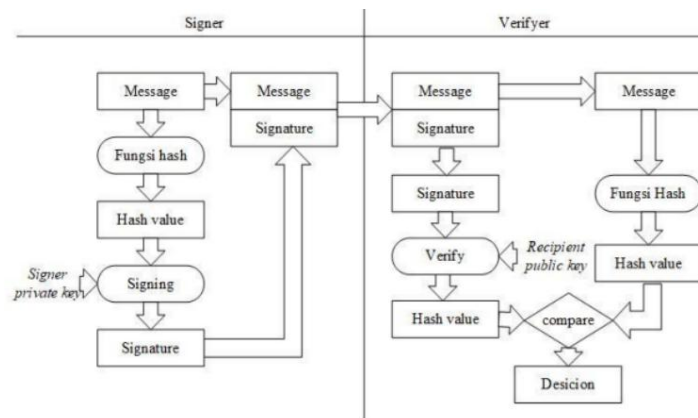 Signer
Verifyer
Message
Message
Signature
Fungsi hash
Hash value
Signer
private key
Signing
Signature
Message
Signature
Message
Signature
Fungsi Hash
Verify
Recipient
public key
Hash value
Hash value
compare
Desicion